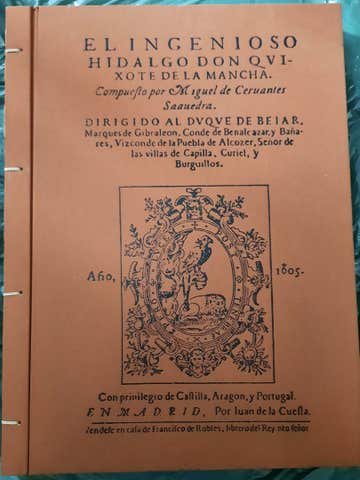 EL INGENIOSO
HIDALGO DON QVI-
XOTE DE LA MANCHA.
Compuesto por Miguel de Ceruantes
Saauedra.
DIRIGIDO AL DVQVE DE BEIAR,
Marques de Gibraleon, Conde de Benalcaçar, y Baña-
res, Vizconde de la Puebla de Alcozer, Señor de
las villas de Capilla, Curiel, y
Burguillos.
Año, 1605.
Con priuilegio de Castilla, Aragon, y Portugal.
EN MADRID, Por Iuan de la Cuesta.
Vendese en casa de Francisco de Robles, librero del Rey nro señor